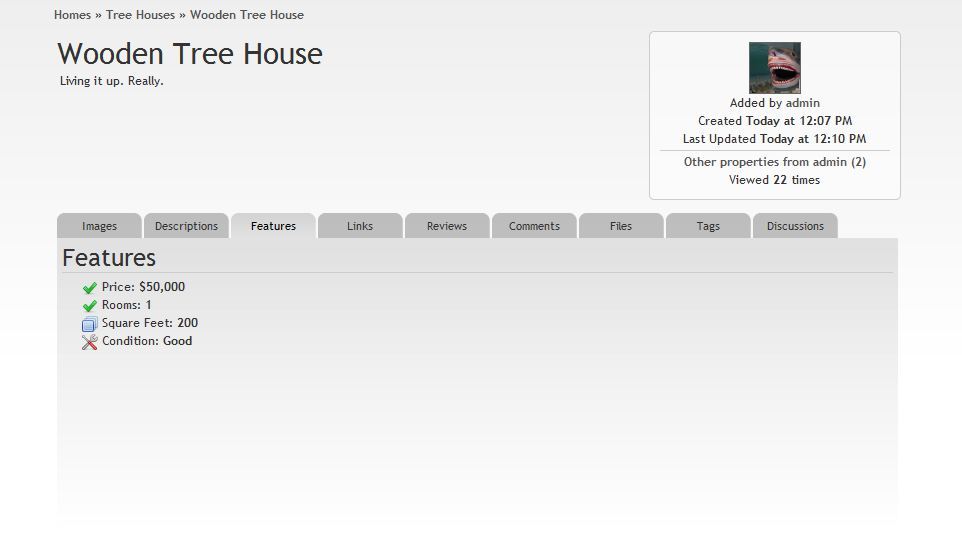 Homes » Tree Houses » Wooden Tree House
Wooden Tree House
Living it up. Really.
Added by admin
Created Today at 12:07 PM
Last Updated Today at 12:10 PM
Other properties from admin (2)
Viewed 22 times
Images Descriptions Features Links Reviews Comments Files Tags Discussions
Features
Price: $50,000
Rooms: 1
Square Feet: 200
Condition: Good